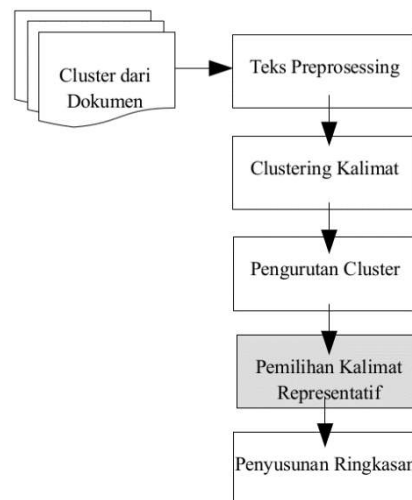 Cluster dari
Dokumen
Teks Preprosessing
Clustering Kalimat
Pengurutan Cluster
Pemilihan Kalimat
Representatif
Penyusunan Ringkasan